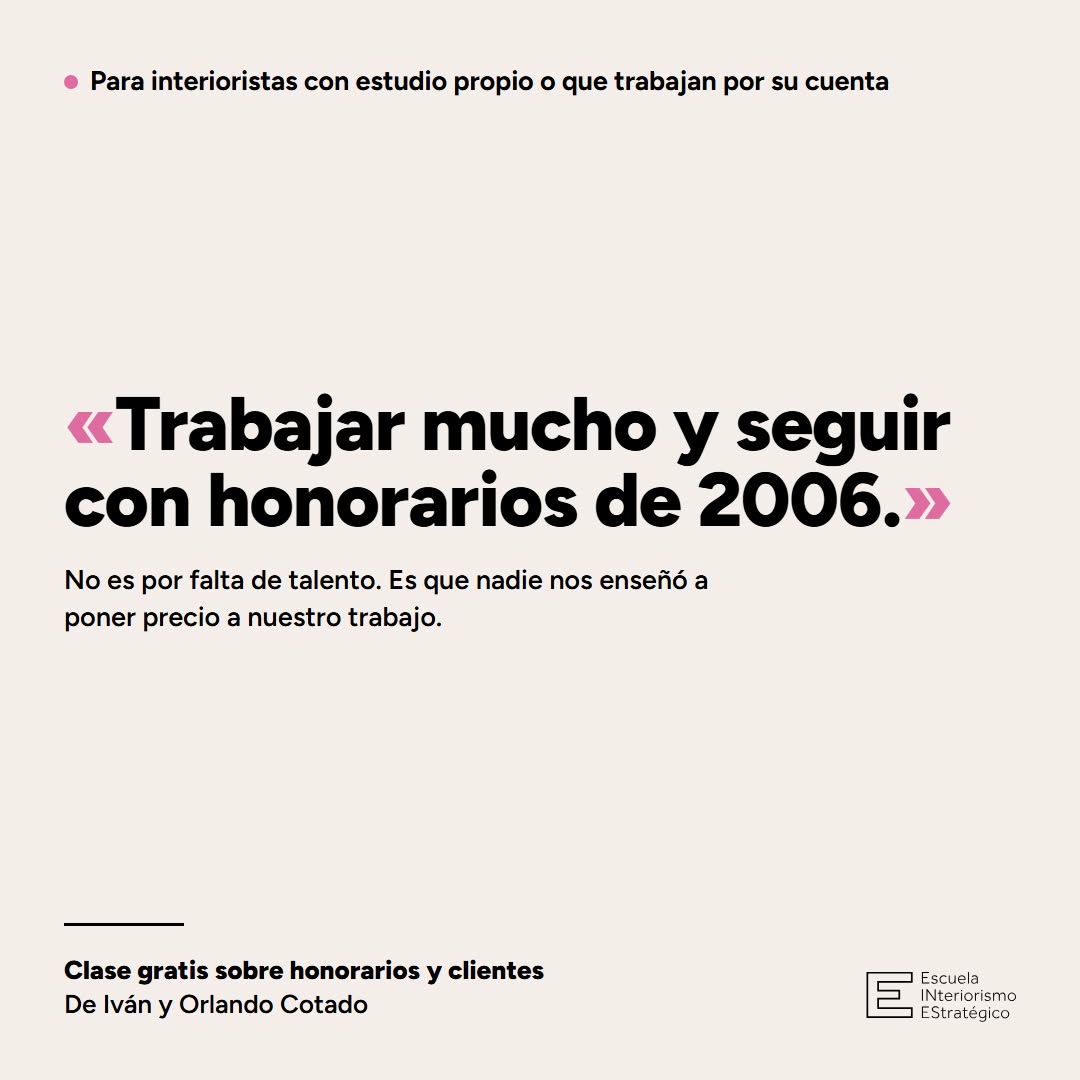 Para interioristas con estudio propio o que trabajan por su cuenta
«Trabajar mucho y seguir
con honorarios de 2006.»
No es por falta de talento. Es que nadie nos enseñó a
poner precio a nuestro trabajo.
Clase gratis sobre honorarios y clientes
De Iván y Orlando Cotado
Escuela
INteriorismo
EStratégico